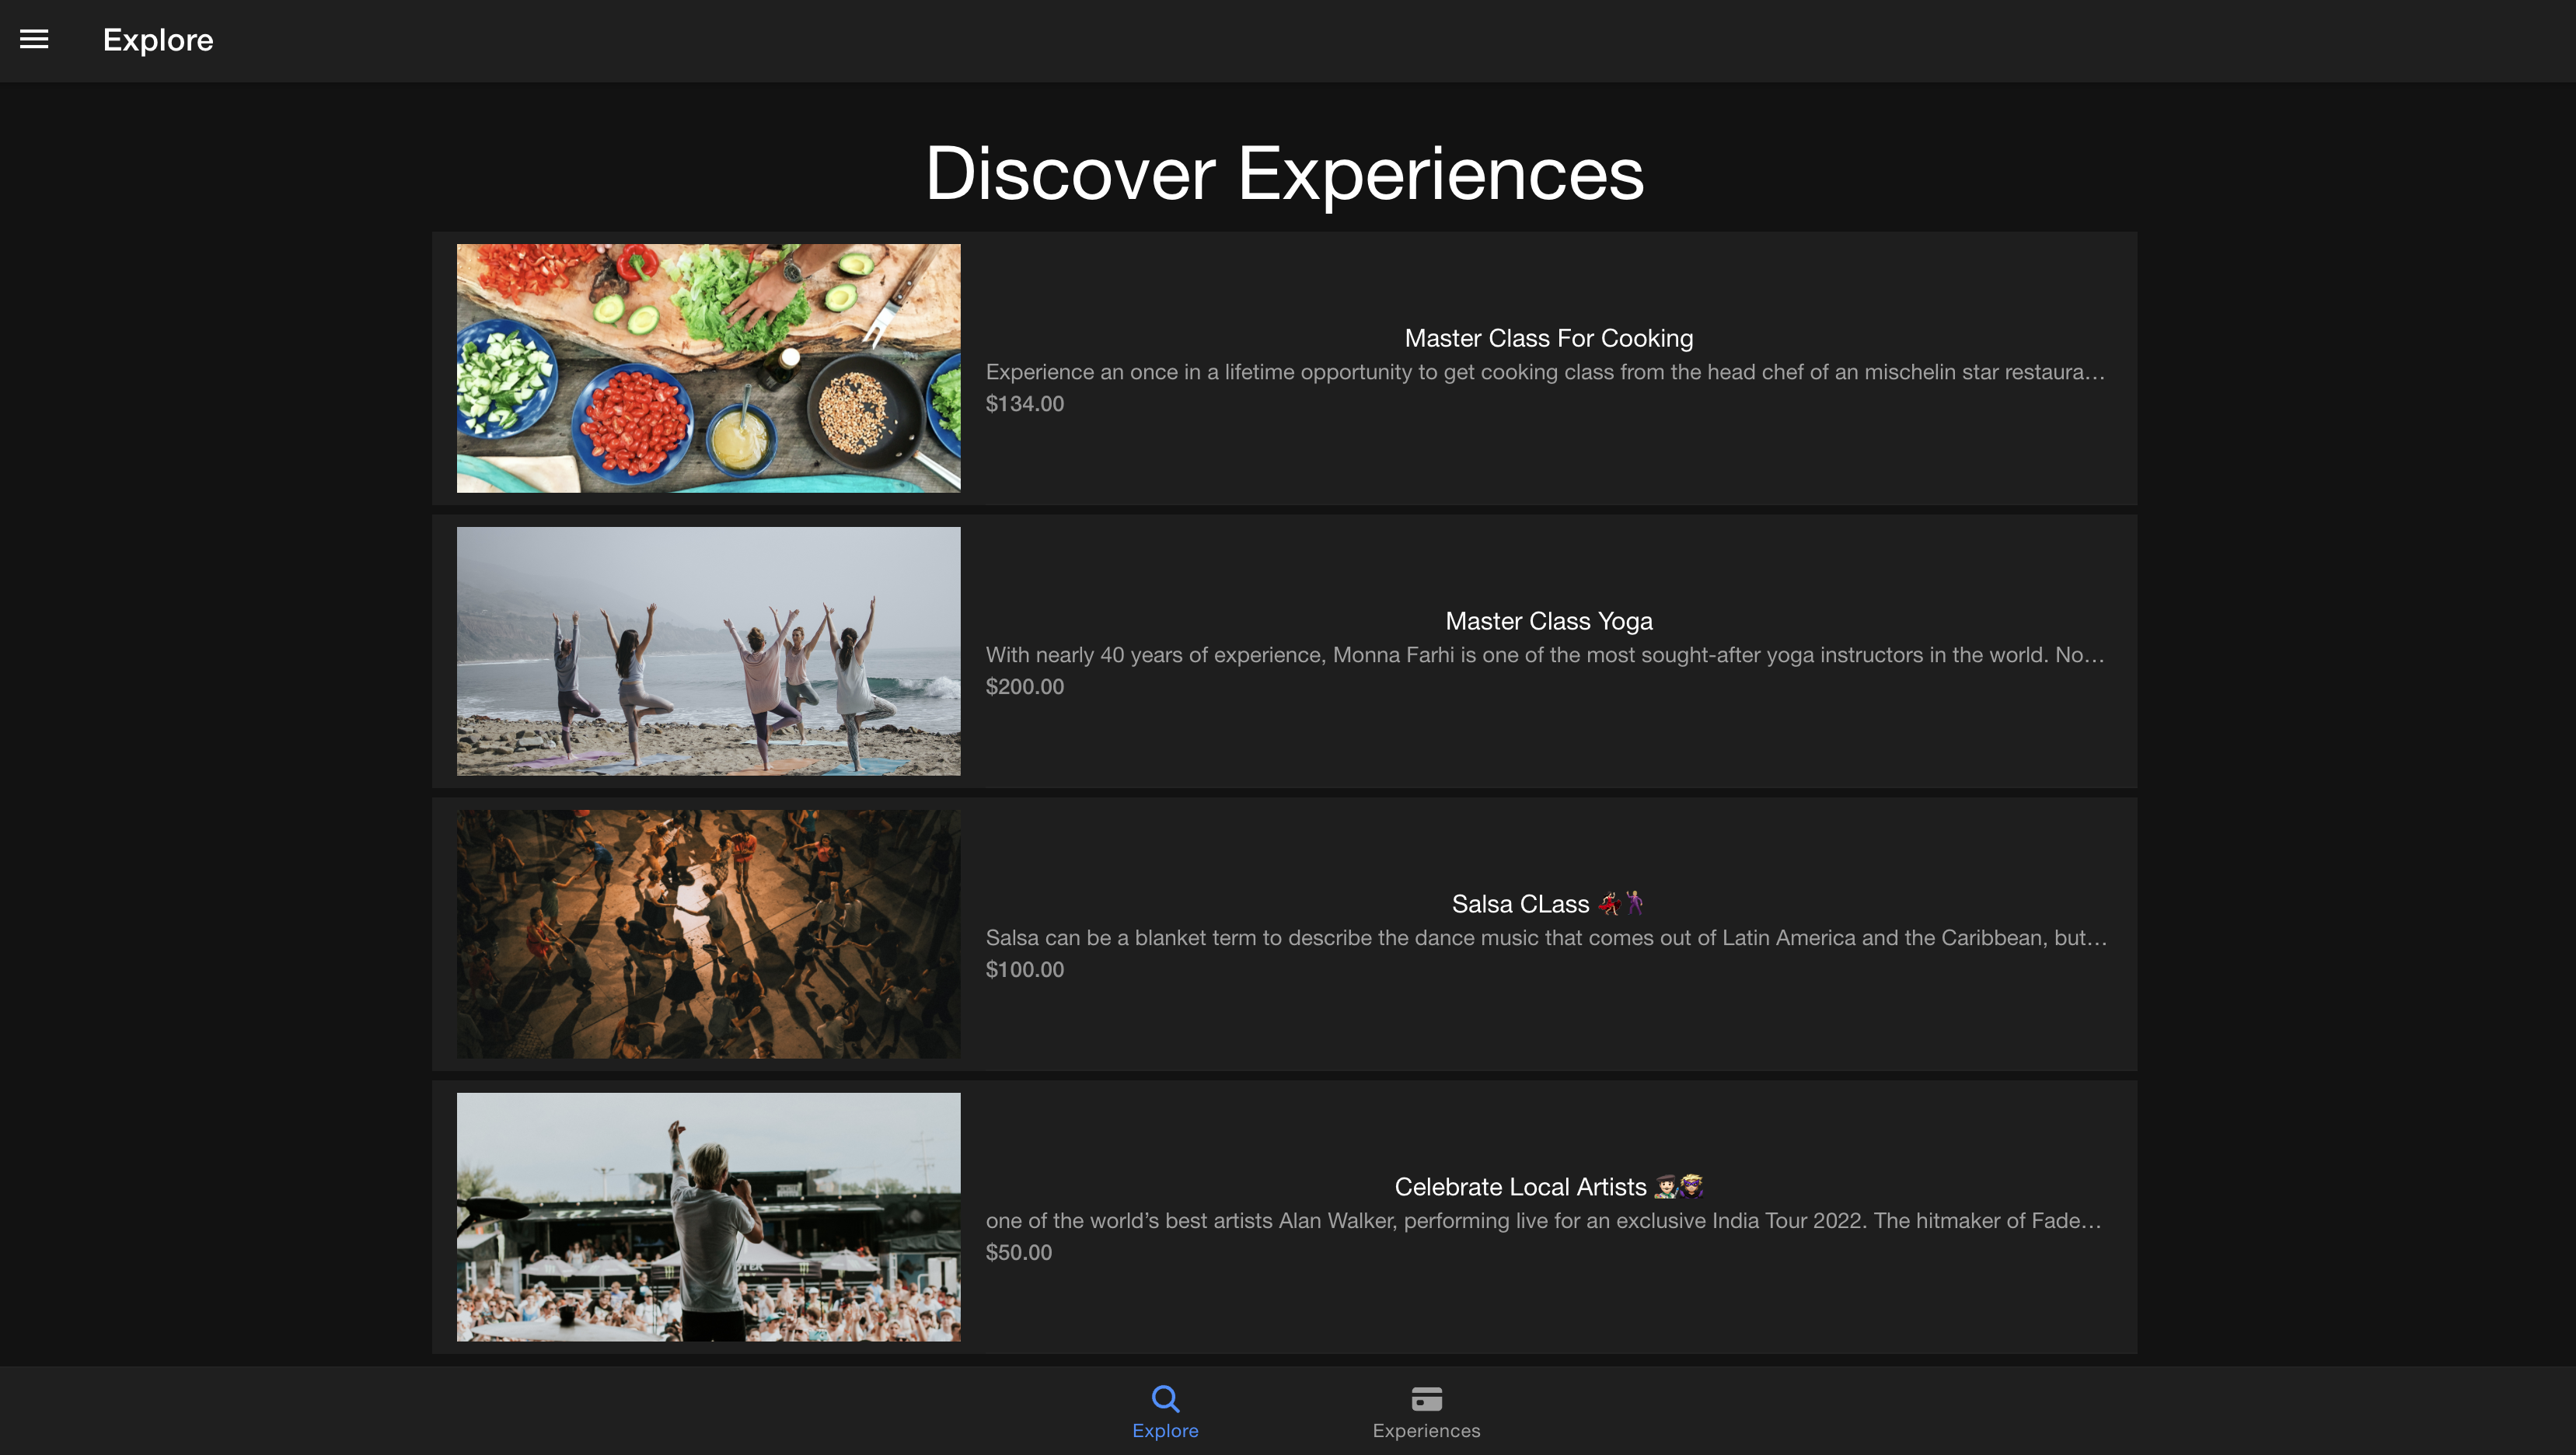 Explore
Discover Experiences
Master Class For Cooking
Experience an once in a lifetime opportunity to get cooking class from the head chef of an mischelin star restaura…
$134.00
Master Class Yoga
With nearly 40 years of experience, Monna Farhi is one of the most sought-after yoga instructors in the world. No…
$200.00
Salsa CLass 💃🕺
Salsa can be a blanket term to describe the dance music that comes out of Latin America and the Caribbean, but…
$100.00
Celebrate Local Artists 👨🏻‍🎨🦹🏼
one of the world’s best artists Alan Walker, performing live for an exclusive India Tour 2022. The hitmaker of Fade…
$50.00
Explore
Experiences